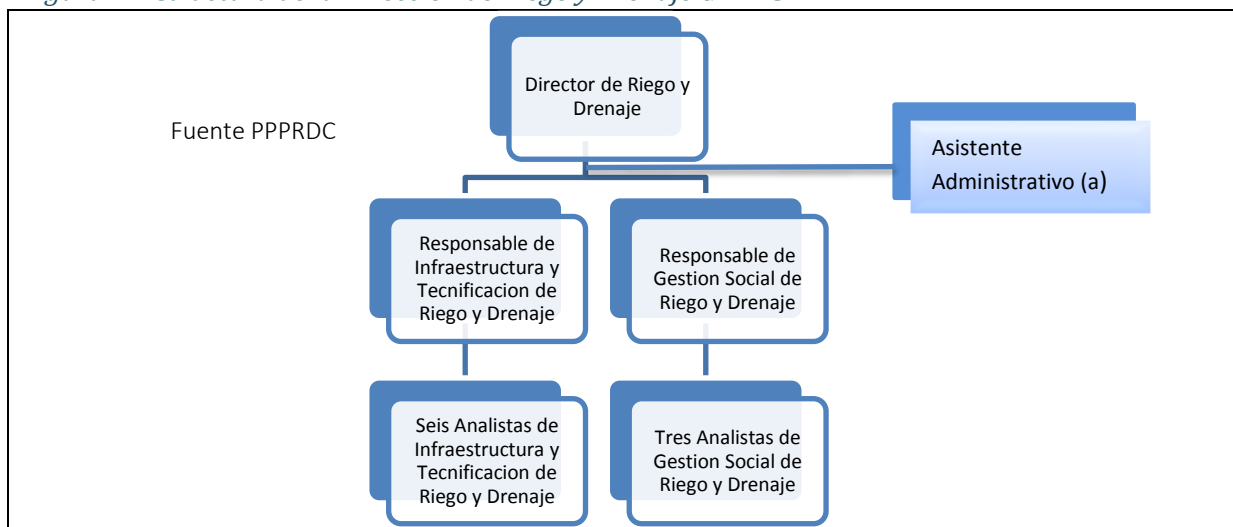 Director de Riego y
Drenaje
Fuente PPPRDC
Asistente
Administrativo (a)
Responsable de
Infraestructura y
Tecnificacion de
Riego y Drenaje
Responsable de
Gestion Social de
Riego y Drenaje
Seis Analistas de
Infraestructura y
Tecnificacion de
Riego y Drenaje
Tres Analistas de
Gestion Social de
Riego y Drenaje